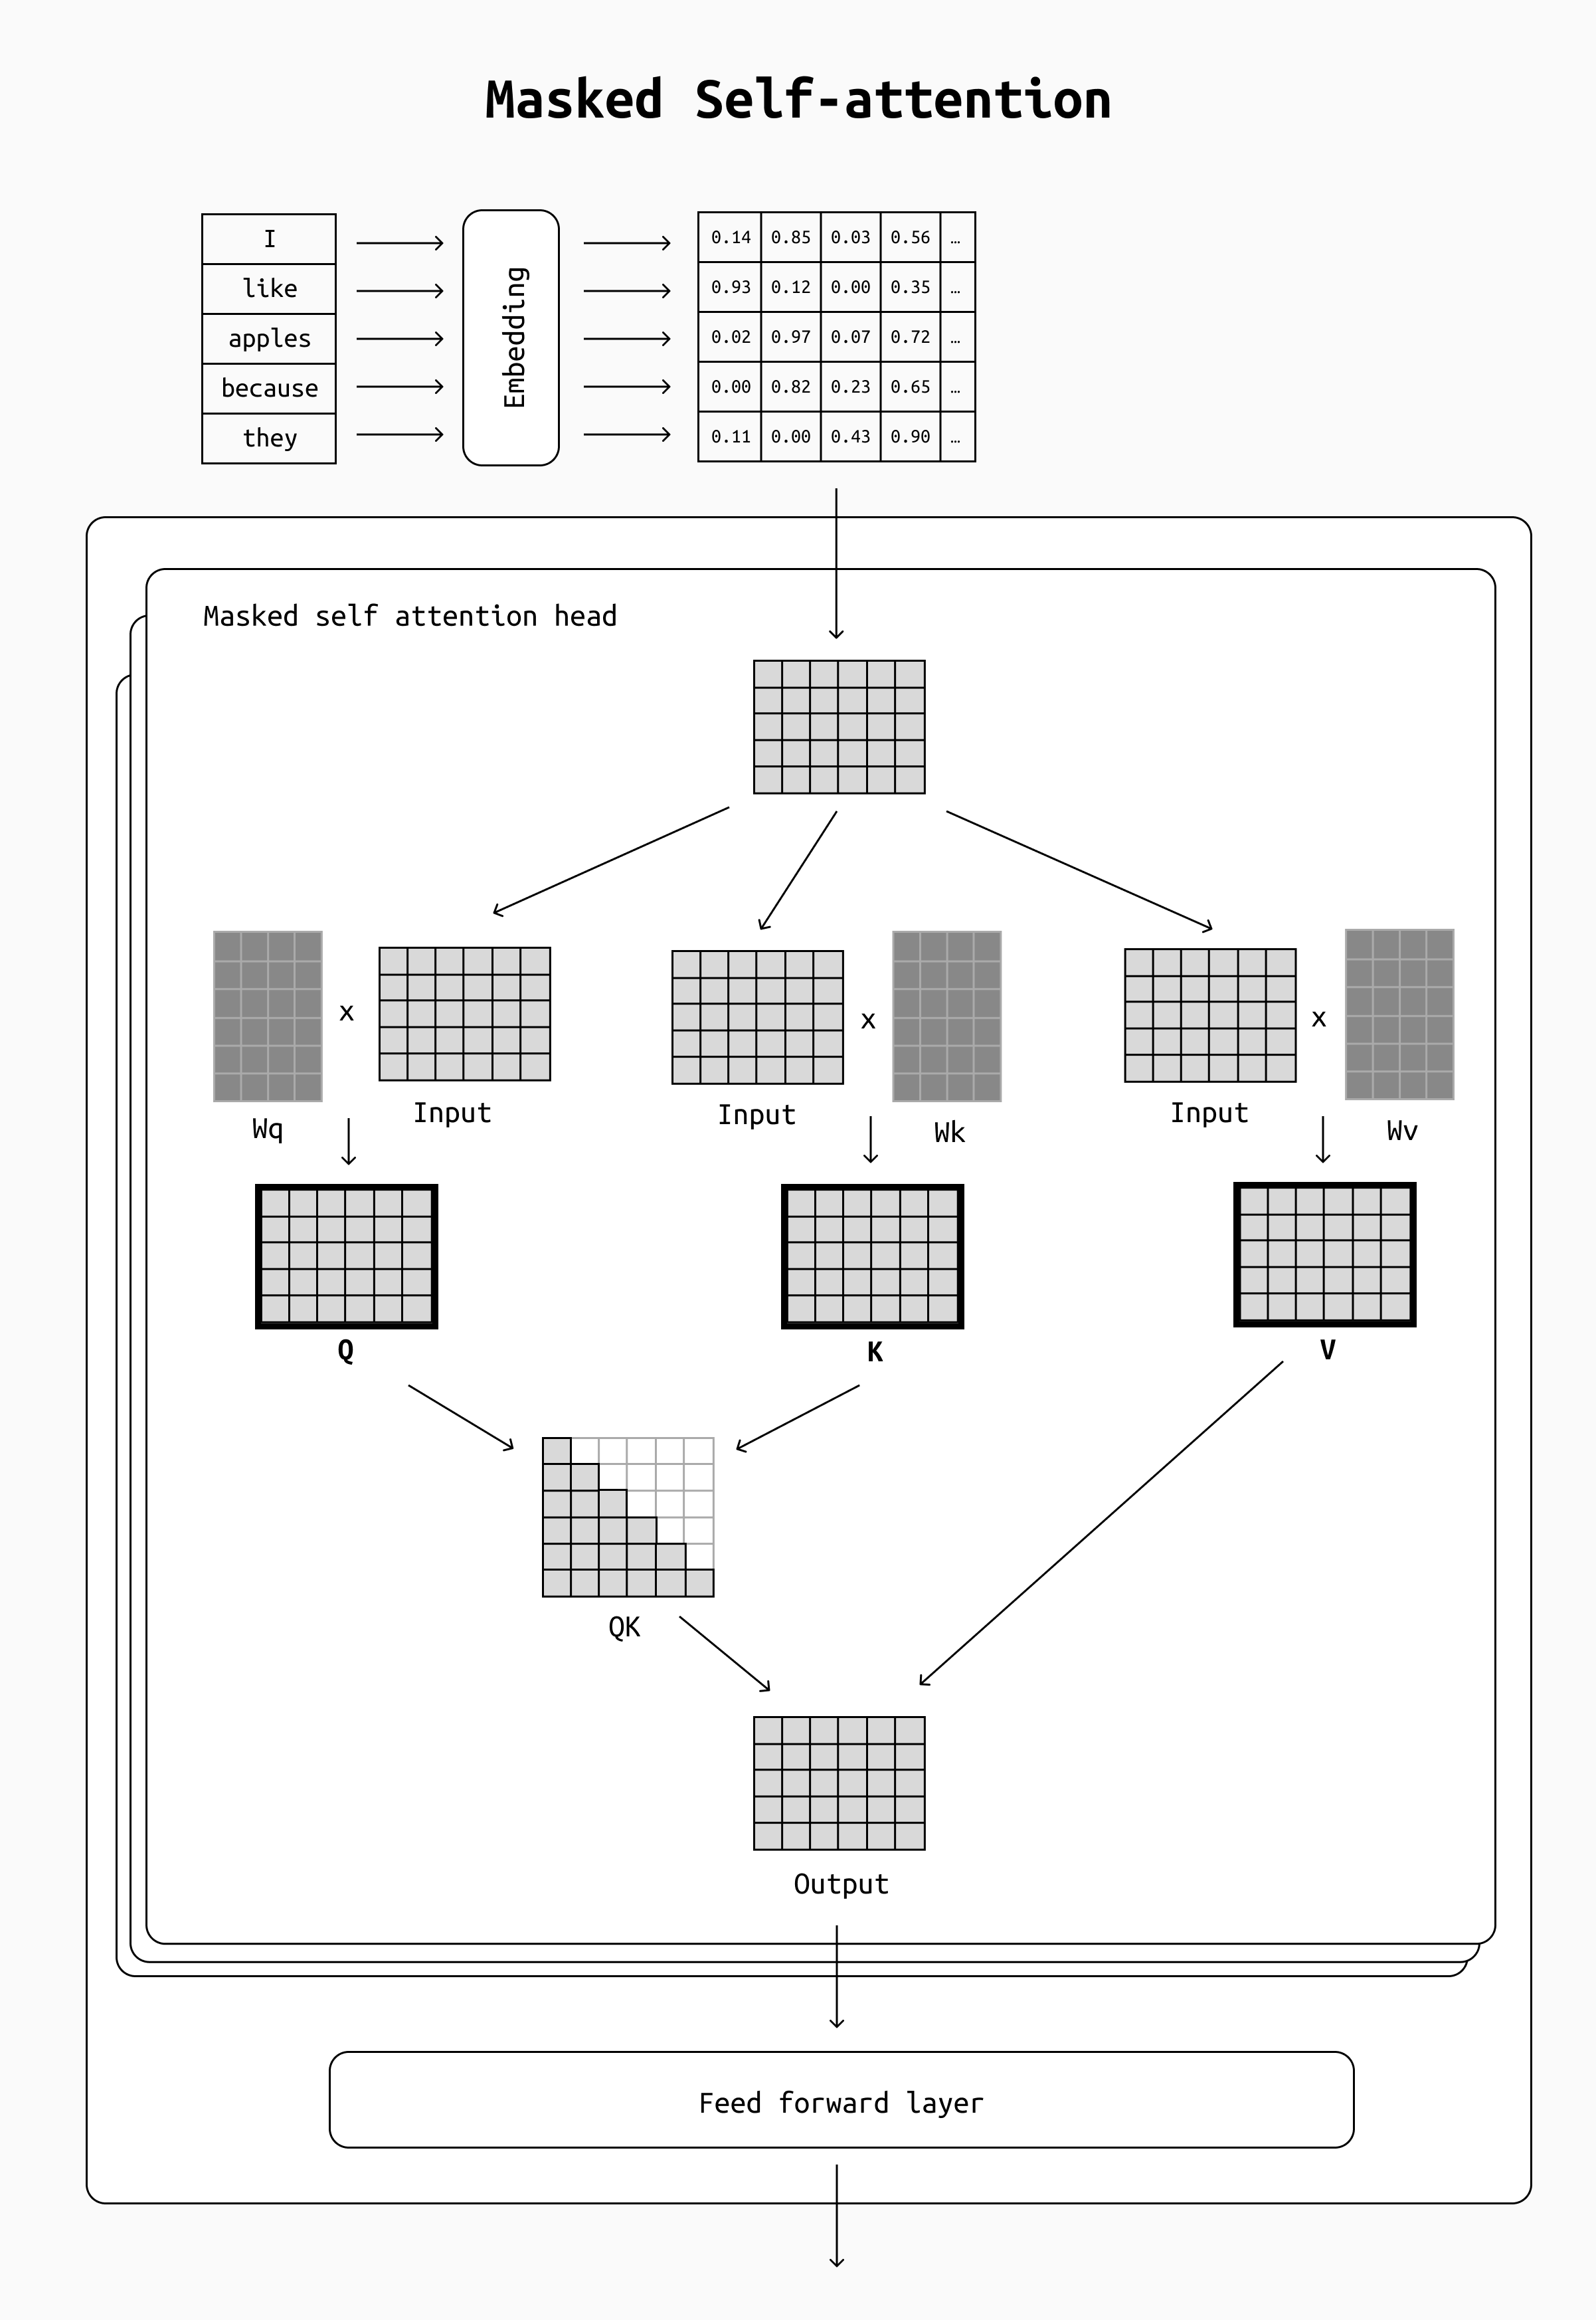 Masked Self-attention
I
like
apples
because
they
Embedding
0.14 0.85 0.03 0.56 …
0.93 0.12 0.00 0.35 …
0.02 0.97 0.07 0.72 …
0.00 0.82 0.23 0.65 …
0.11 0.00 0.43 0.90 …
Masked self attention head
x x x
Input Input Input
Wq Wk Wv
Q K V
QK
Output
Feed forward layer